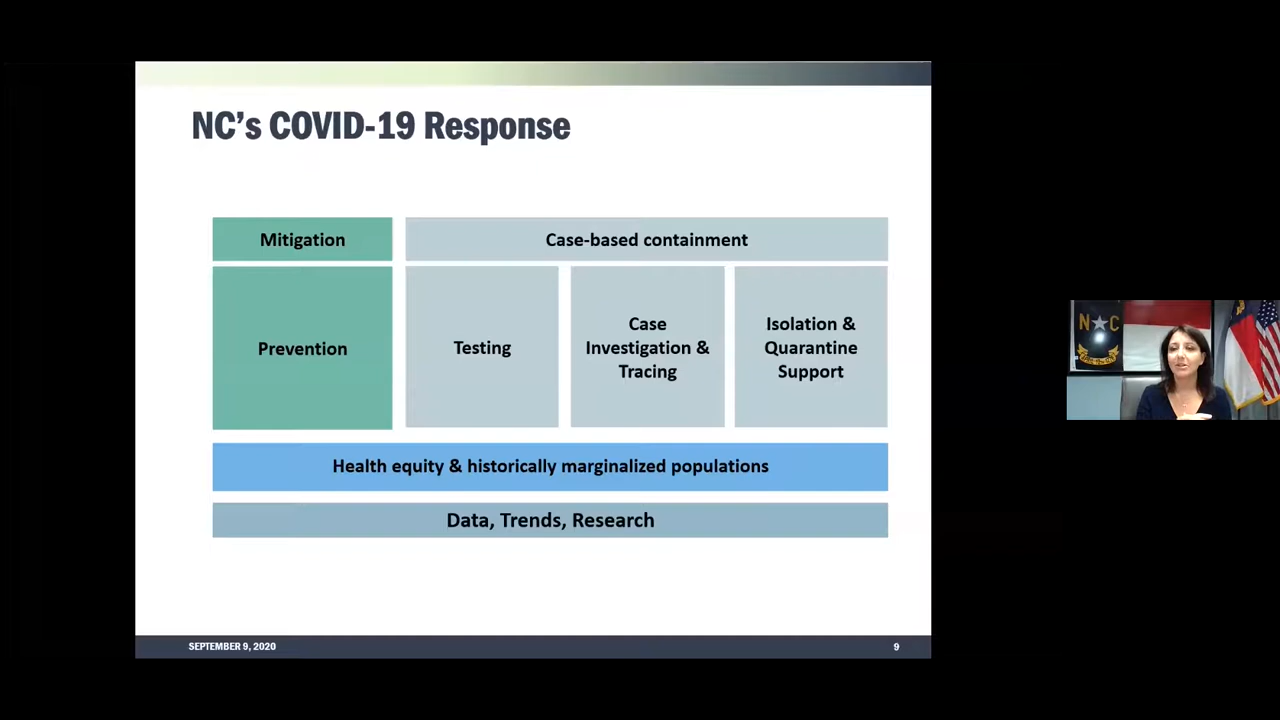 NC's COVID-19 Response
Mitigation
Case-based containment
Prevention
Testing
Case
Investigation &
Tracing
Isolation &
Quarantine
Support
Health equity & historically marginalized populations
Data, Trends, Research
SEPTEMBER 9, 2020
9
N C